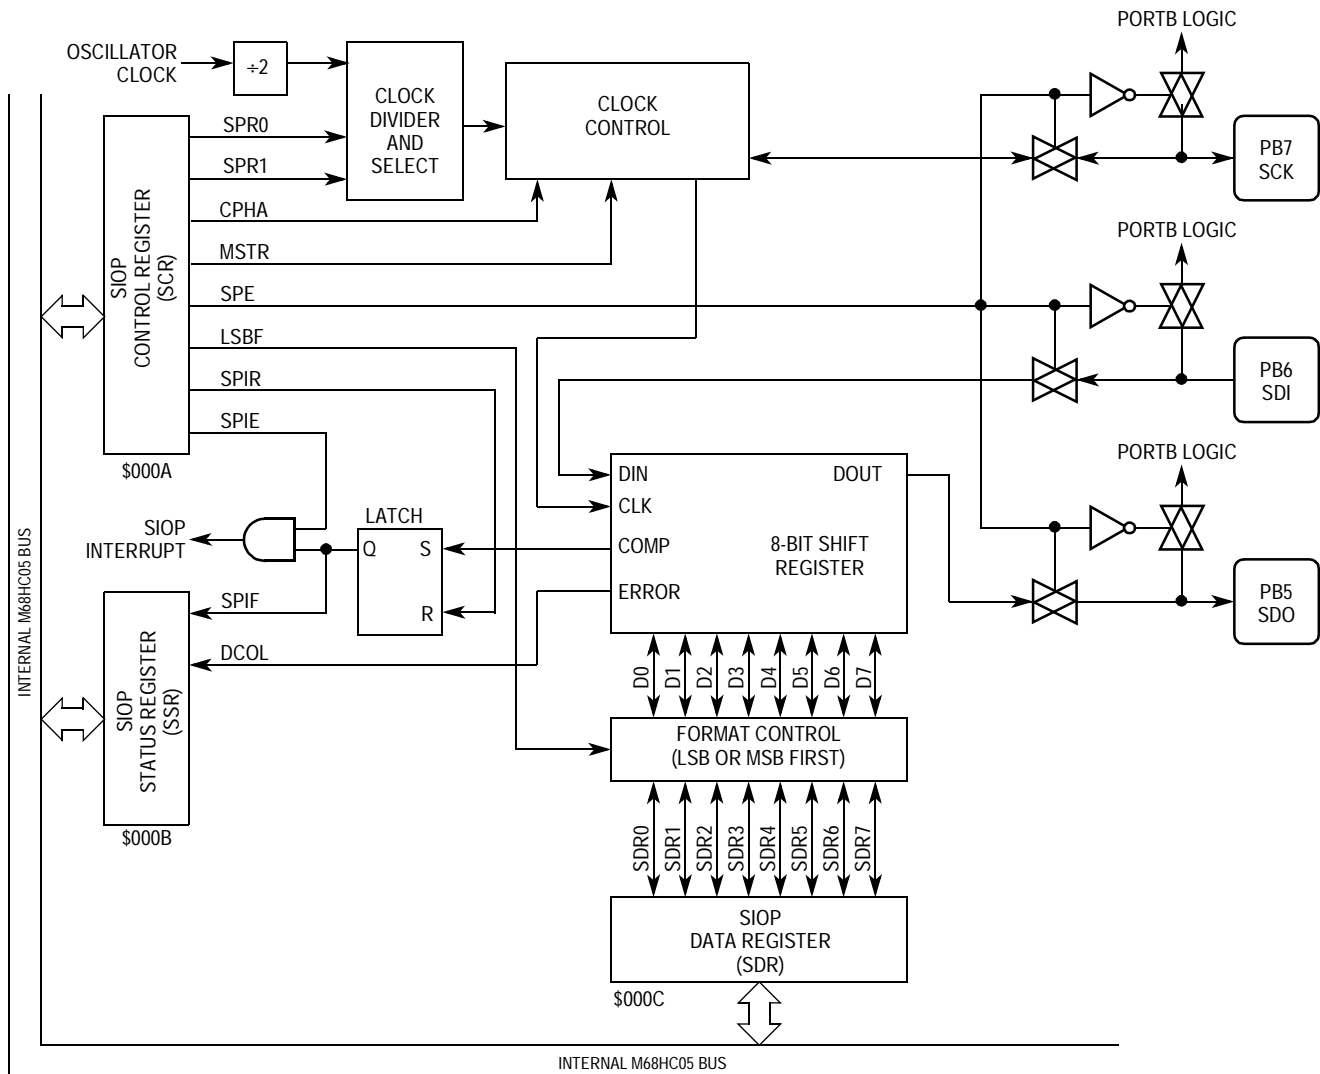 PORTB LOGIC
OSCILLATOR
CLOCK
÷2
CLOCK
DIVIDER
AND
SELECT
CLOCK
CONTROL
PB7
SCK
SIOP
CONTROL REGISTER
(SCR)
SPR0
SPR1
CPHA
MSTR
SPE
LSBF
SPIR
SPIE
$000A
PORTB LOGIC
PB6
SDI
PORTB LOGIC
PB5
SDO
DIN
CLK
COMP
ERROR
DOUT
8-BIT SHIFT
REGISTER
LATCH
Q
S
R
SIOP
INTERRUPT
SPIF
DCOL
SIOP
STATUS REGISTER
(SSR)
$000B
INTERNAL M68HC05 BUS
D0
D1
D2
D3
D4
D5
D6
D7
FORMAT CONTROL
(LSB OR MSB FIRST)
SDR0
SDR1
SDR2
SDR3
SDR4
SDR5
SDR6
SDR7
SIOP
DATA REGISTER
(SDR)
$000C
INTERNAL M68HC05 BUS